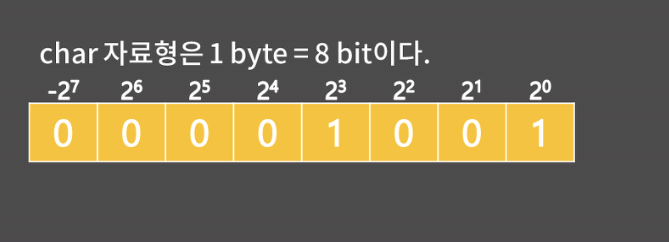 char 자료형은 1 byte = 8 bit이다.
-2⁷ 2⁶ 2⁵ 2⁴ 2³ 2² 2¹ 2⁰
0 0 0 0 1 0 0 1